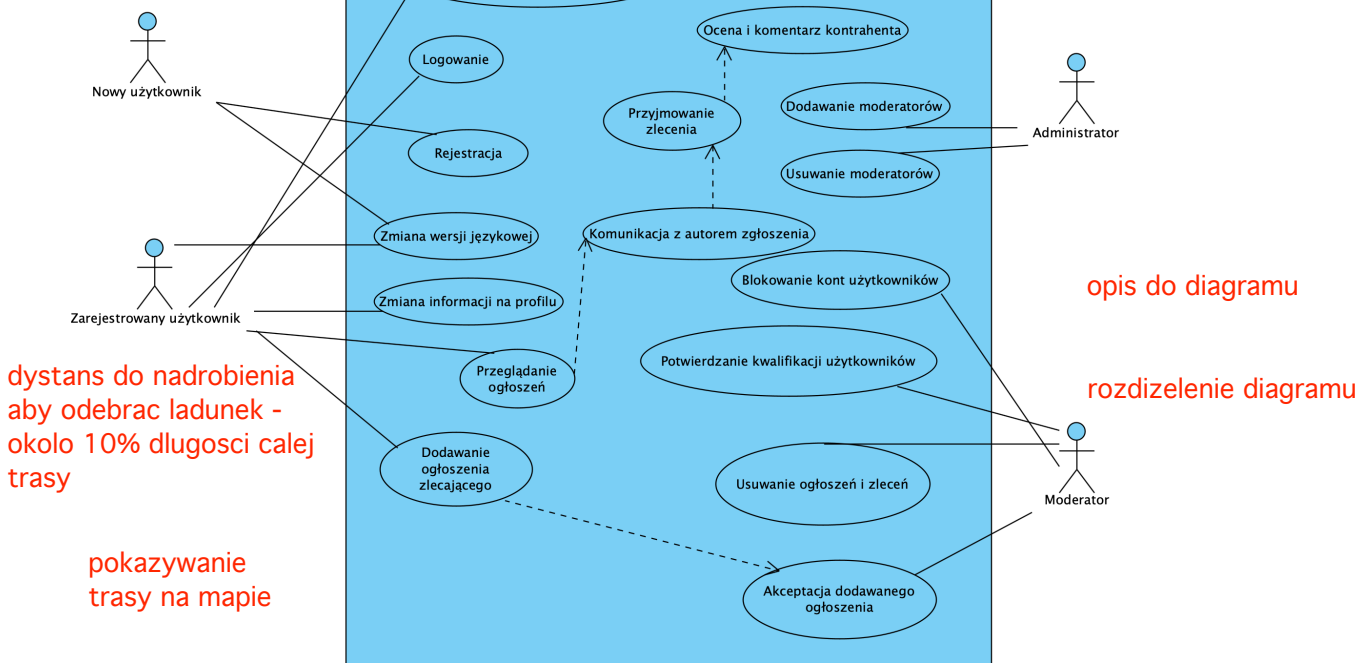 Ocena i komentarz kontrahenta
Logowanie
Nowy użytkownik
Przyjmowanie
zlecenia
Dodawanie moderatorów
Administrator
Rejestracja
Usuwanie moderatorów
Zmiana wersji językowej
Komunikacja z autorem zgłoszenia
Blokowanie kont użytkowników
opis do diagramu
Zmiana informacji na profilu
Zarejestrowany użytkownik
Potwierdzanie kwalifikacji użytkowników
Przeglądanie
ogłoszeń
rozdizelenie diagramu
dystans do nadrobienia
aby odebrac ladunek -
okolo 10% dlugosci calej
trasy
Dodawanie
ogłoszenia
zlecającego
Usuwanie ogłoszeń i zleceń
Moderator
pokazywanie
trasy na mapie
Akceptacja dodawanego
ogłoszenia